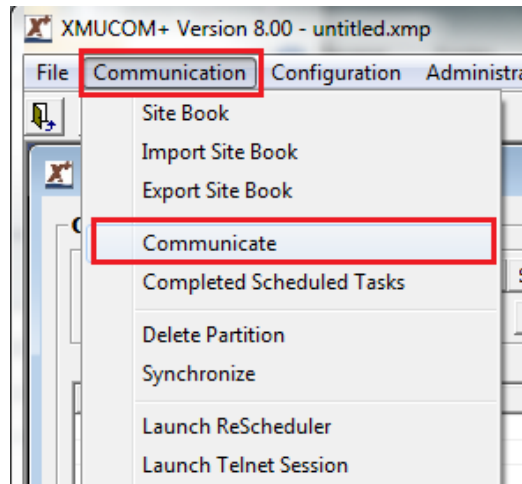 XMUCOM+ Version 8.00 - untitled.xmp
File Communication Configuration
Site Book
Import Site Book
Export Site Book
Communicate
Completed Scheduled Tasks
Delete Partition
Synchronize
Launch ReScheduler
Launch Telnet Session